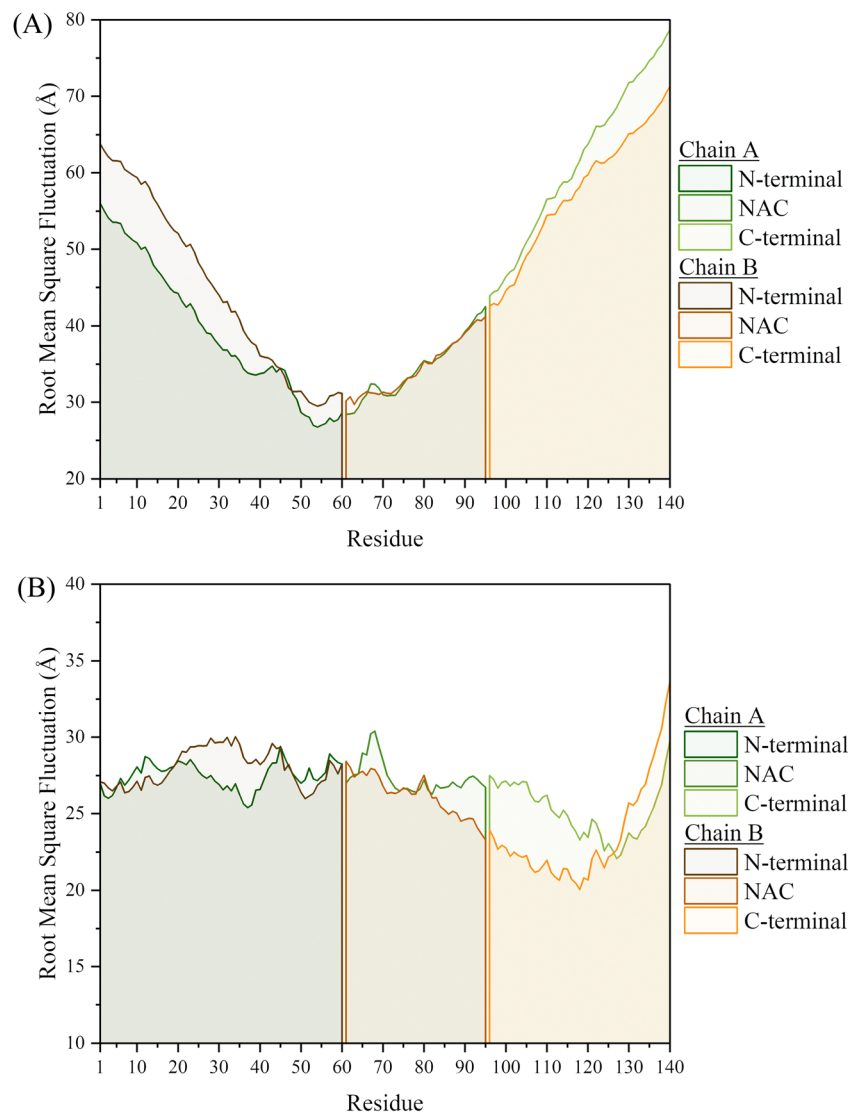 (A)
80
70
60
50
40
30
20
Root Mean Square Fluctuation (Å)
1 10 20 30 40 50 60 70 80 90 100 110 120 130 140
Residue
Chain A
N-terminal
NAC
C-terminal
Chain B
N-terminal
NAC
C-terminal
(B)
40
35
30
25
20
15
10
Root Mean Square Fluctuation (Å)
1 10 20 30 40 50 60 70 80 90 100 110 120 130 140
Residue
Chain A
N-terminal
NAC
C-terminal
Chain B
N-terminal
NAC
C-terminal